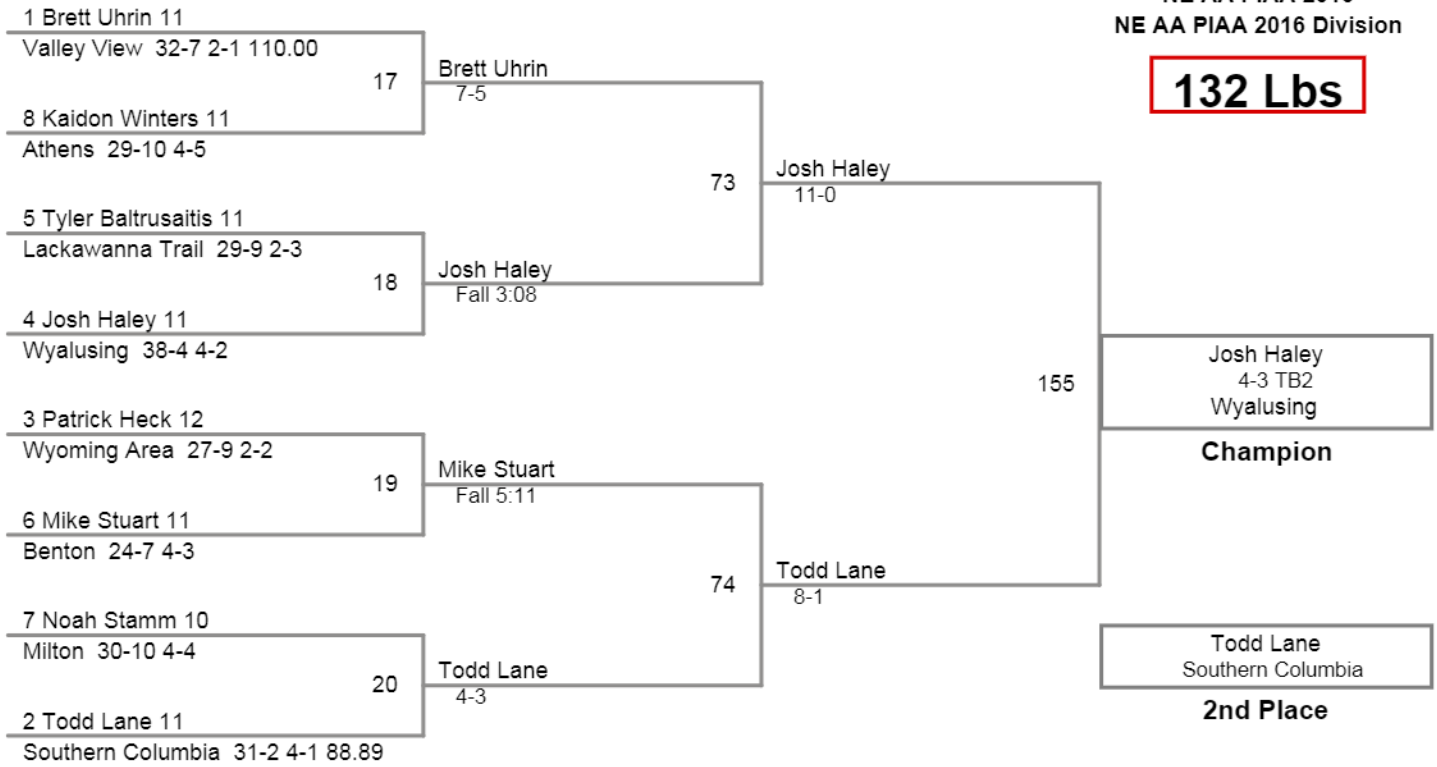 NE AA PIAA 2016
NE AA PIAA 2016 Division
132 Lbs
1 Brett Uhrin 11
Valley View 32-7 2-1 110.00
17
Brett Uhrin
7-5
8 Kaidon Winters 11
Athens 29-10 4-5
73
Josh Haley
11-0
5 Tyler Baltrusaitis 11
Lackawanna Trail 29-9 2-3
18
Josh Haley
Fall 3:08
4 Josh Haley 11
Wyalusing 38-4 4-2
155
Josh Haley
4-3 TB2
Wyalusing
Champion
3 Patrick Heck 12
Wyoming Area 27-9 2-2
19
Mike Stuart
Fall 5:11
6 Mike Stuart 11
Benton 24-7 4-3
74
Todd Lane
8-1
7 Noah Stamm 10
Milton 30-10 4-4
20
Todd Lane
4-3
2 Todd Lane 11
Southern Columbia 31-2 4-1 88.89
Todd Lane
Southern Columbia
2nd Place